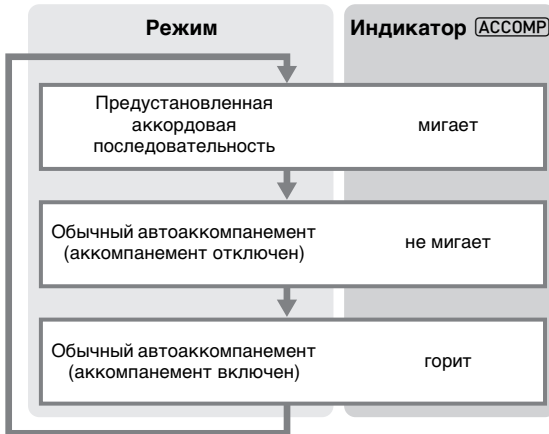 Режим
Индикатор ACCOMP
Предустановленная
аккордовая
последовательность
мигает
Обычный автоаккомпанемент
(аккомпанемент отключен)
не мигает
Обычный автоаккомпанемент
(аккомпанемент включен)
горит